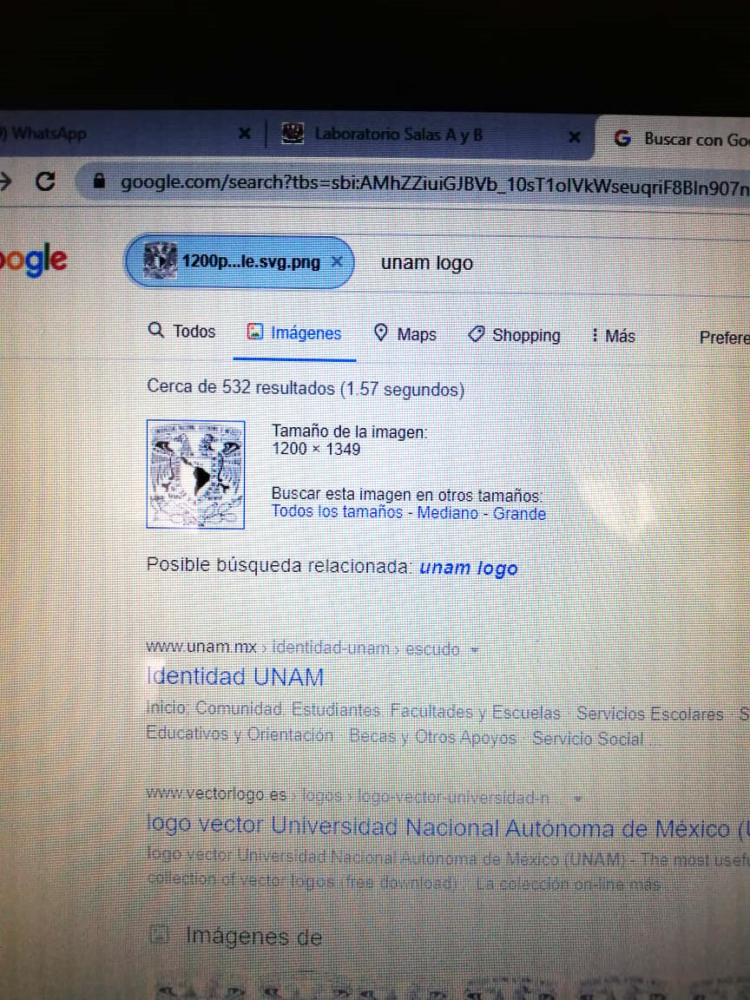 ) WhatsApp
Laboratorio Salas A y B
Buscar con Go
google.com/search?tbs=sbi:AMhZZiuiGJBVb_10sT1olVkWseuqriF8BIn907n
ogle
1200p...le.svg.png
unam logo
Todos
Imágenes
Maps
Shopping
Más
Prefere
Cerca de 532 resultados (1.57 segundos)
Tamaño de la imagen:
1200 × 1349
Buscar esta imagen en otros tamaños:
Todos los tamaños - Mediano - Grande
Posible búsqueda relacionada: unam logo
www.unam.mx › identidad-unam › escudo
Identidad UNAM
Inicio; Comunidad. Estudiantes. Facultades y Escuelas · Servicios Escolares · S
Educativos y Orientación · Becas y Otros Apoyos · Servicio Social ...
www.vectorlogo.es › logos › logo-vector-universidad-n...
logo vector Universidad Nacional Autónoma de México (U
logo vector Universidad Nacional Autónoma de México (UNAM) - The most usefu
collection of vector logos (free download) · La colección on-line más
Imágenes de